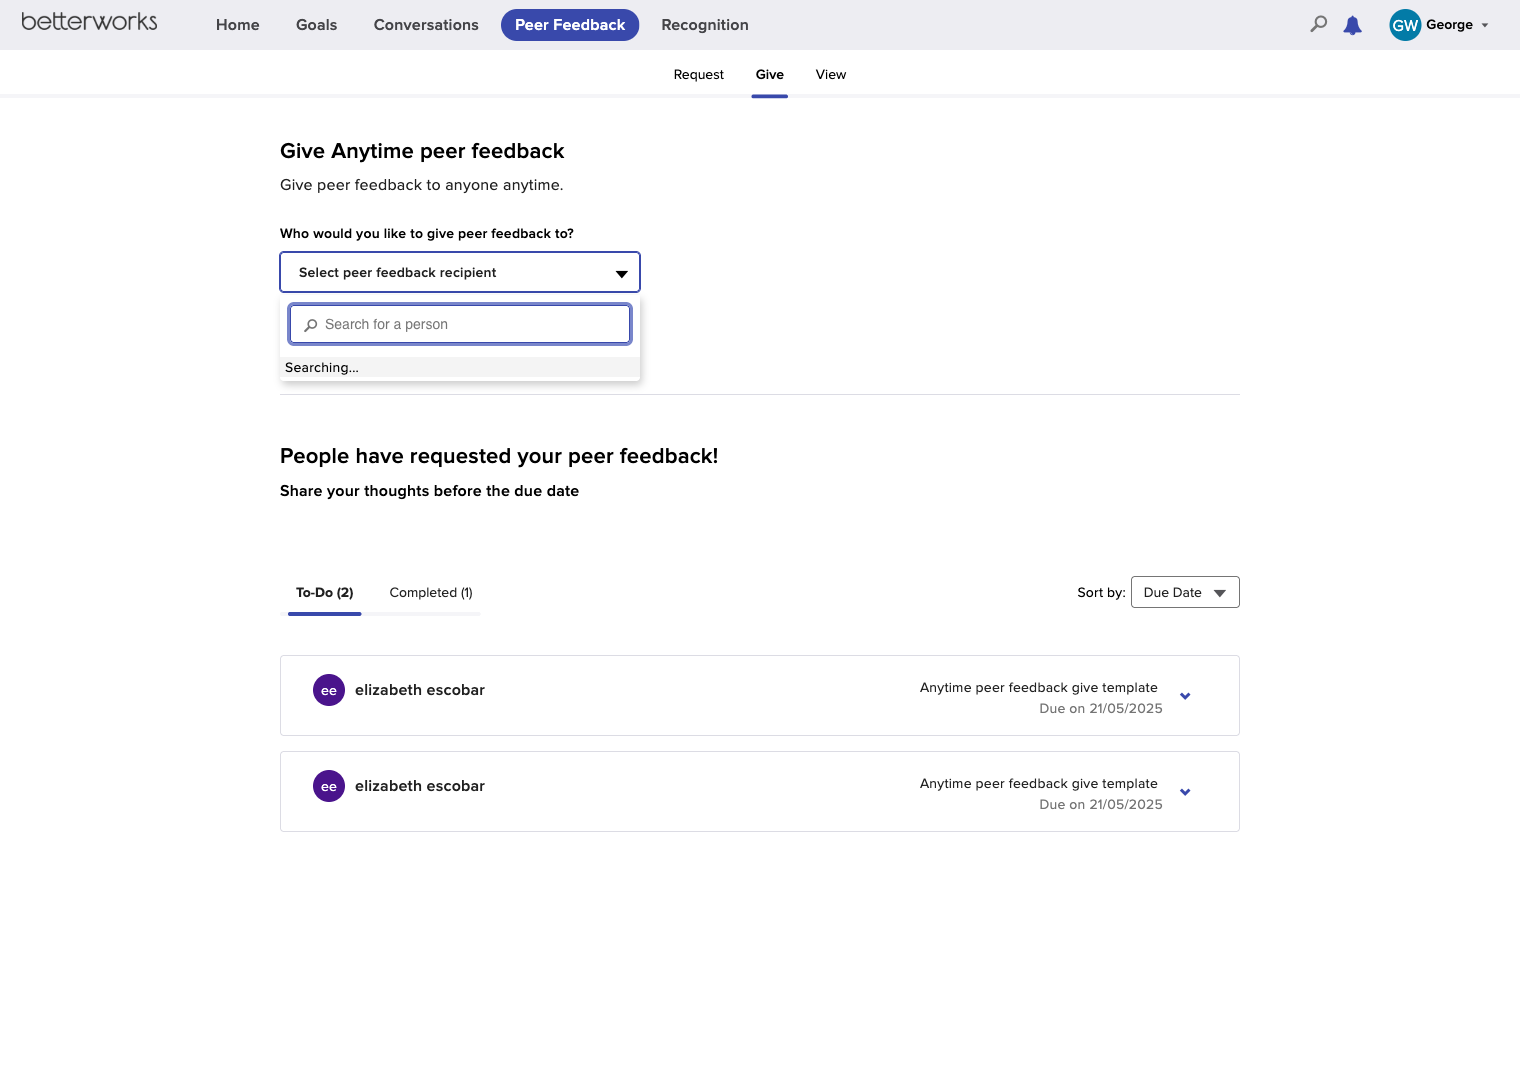 betterworks
Home Goals Conversations Peer Feedback Recognition
GW George
Request Give View
Give Anytime peer feedback
Give peer feedback to anyone anytime.
Who would you like to give peer feedback to?
Select peer feedback recipient
Search for a person
Searching...
People have requested your peer feedback!
Share your thoughts before the due date
To-Do (2) Completed (1) Sort by: Due Date
ee elizabeth escobar Anytime peer feedback give template
Due on 21/05/2025
ee elizabeth escobar Anytime peer feedback give template
Due on 21/05/2025